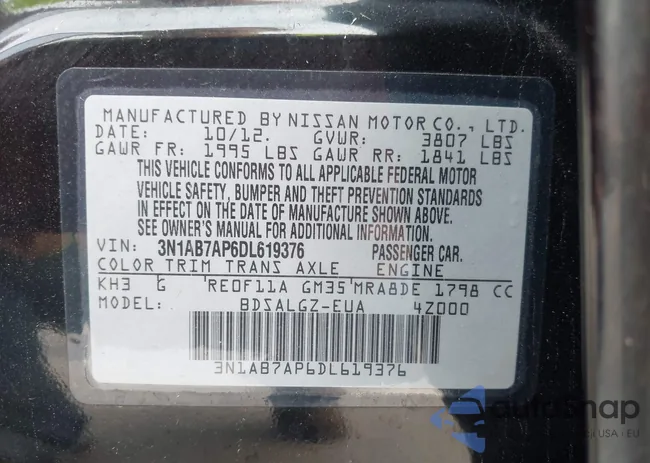 MANUFACTURED BY NISSAN MOTOR CO., LTD.
DATE: 10/12. GVWR: 3807 LBS
GAWR FR: 1995 LBS GAWR RR: 1841 LBS
THIS VEHICLE CONFORMS TO ALL APPLICABLE FEDERAL MOTOR
VEHICLE SAFETY, BUMPER AND THEFT PREVENTION STANDARDS
IN EFFECT ON THE DATE OF MANUFACTURE SHOWN ABOVE.
SEE OWNER'S MANUAL FOR ADDITIONAL INFORMATION.
VIN: 3N1AB7AP6DL619376 PASSENGER CAR.
COLOR TRIM TRANS AXLE ENGINE
KH3 G RE0F11A GM35 MRA8DE 1798 CC
MODEL: BDSALGZ-EUA 4Z000
3N1AB7AP6DL619376
autoSnap
USA | EU